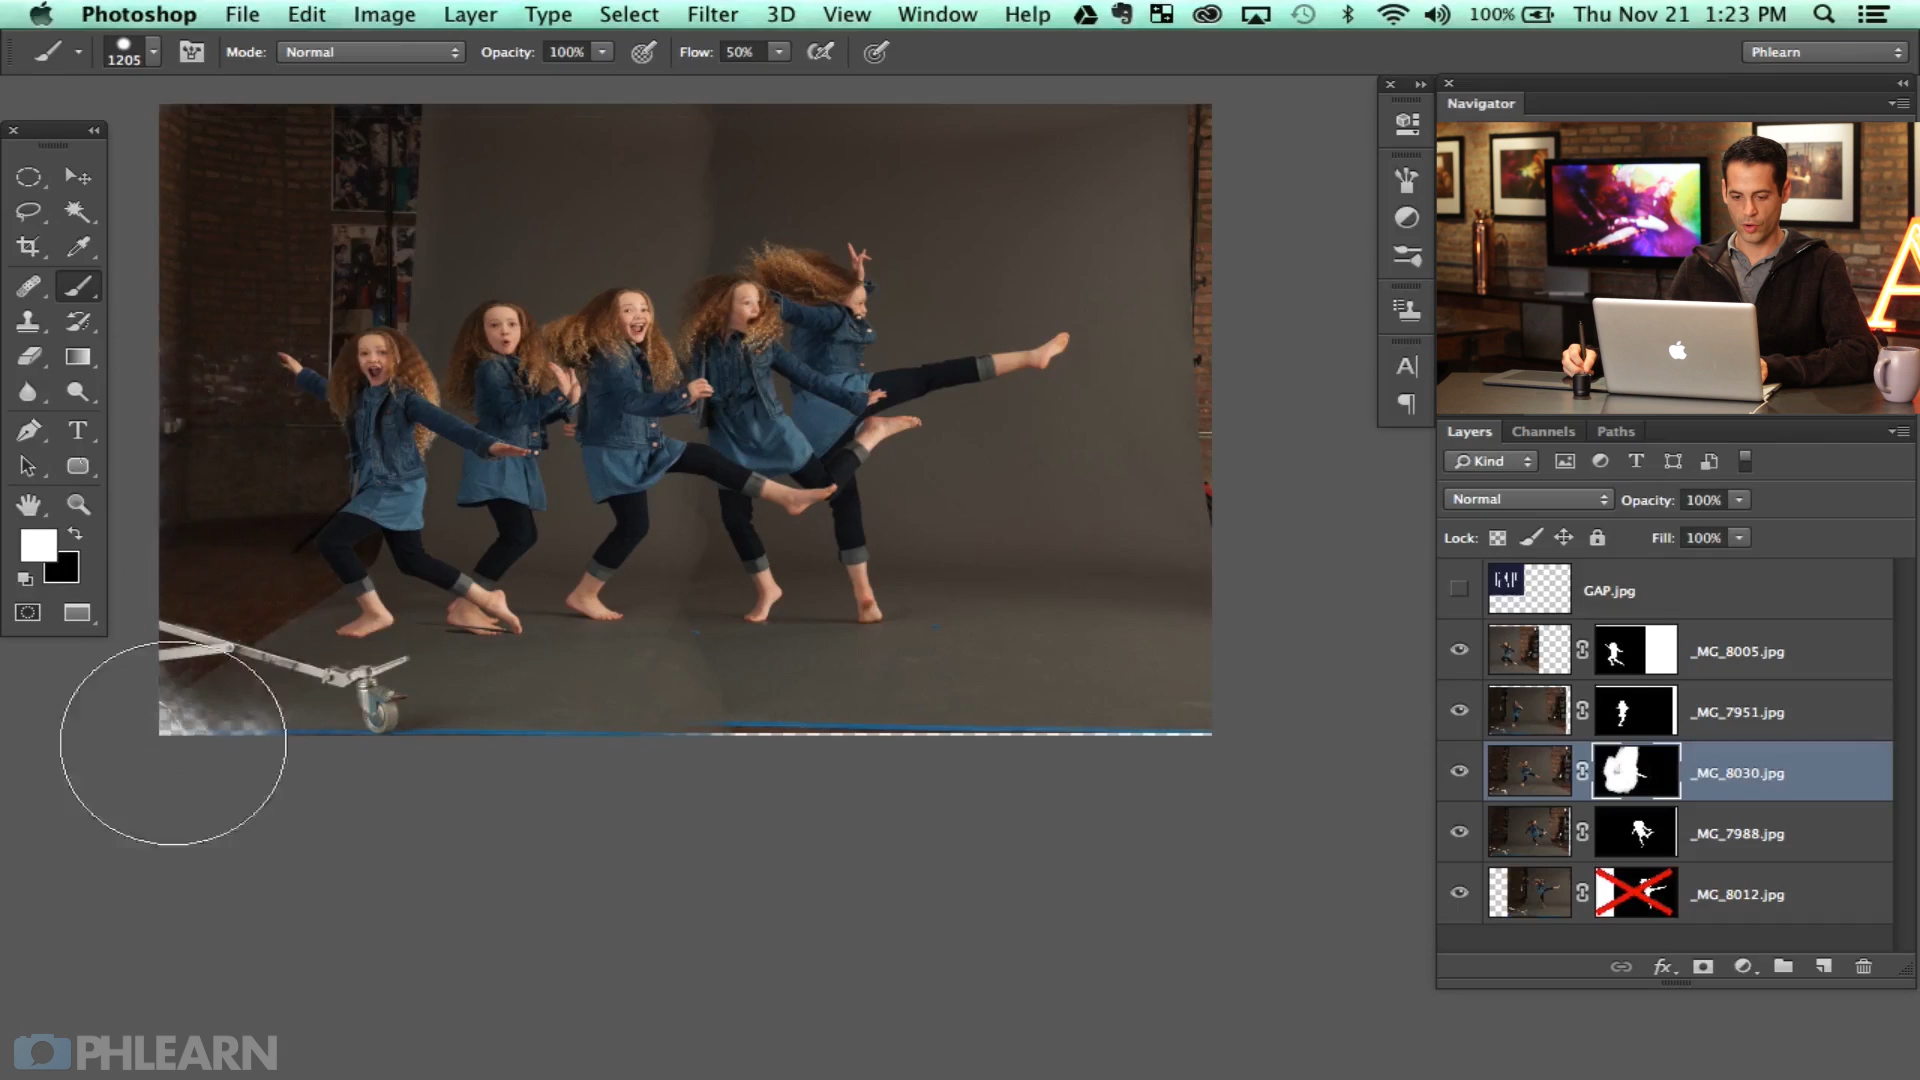 Photoshop File Edit Image Layer Type Select Filter 3D View Window Help 100% Thu Nov 21 1:23 PM
1205 Mode: Normal Opacity: 100% Flow: 50% Phlearn
Navigator
A
Layers Channels Paths
Kind
Normal Opacity: 100%
Lock: Fill: 100%
GAP.jpg
_MG_8005.jpg
_MG_7951.jpg
_MG_8030.jpg
_MG_7988.jpg
_MG_8012.jpg
fx
PHLEARN